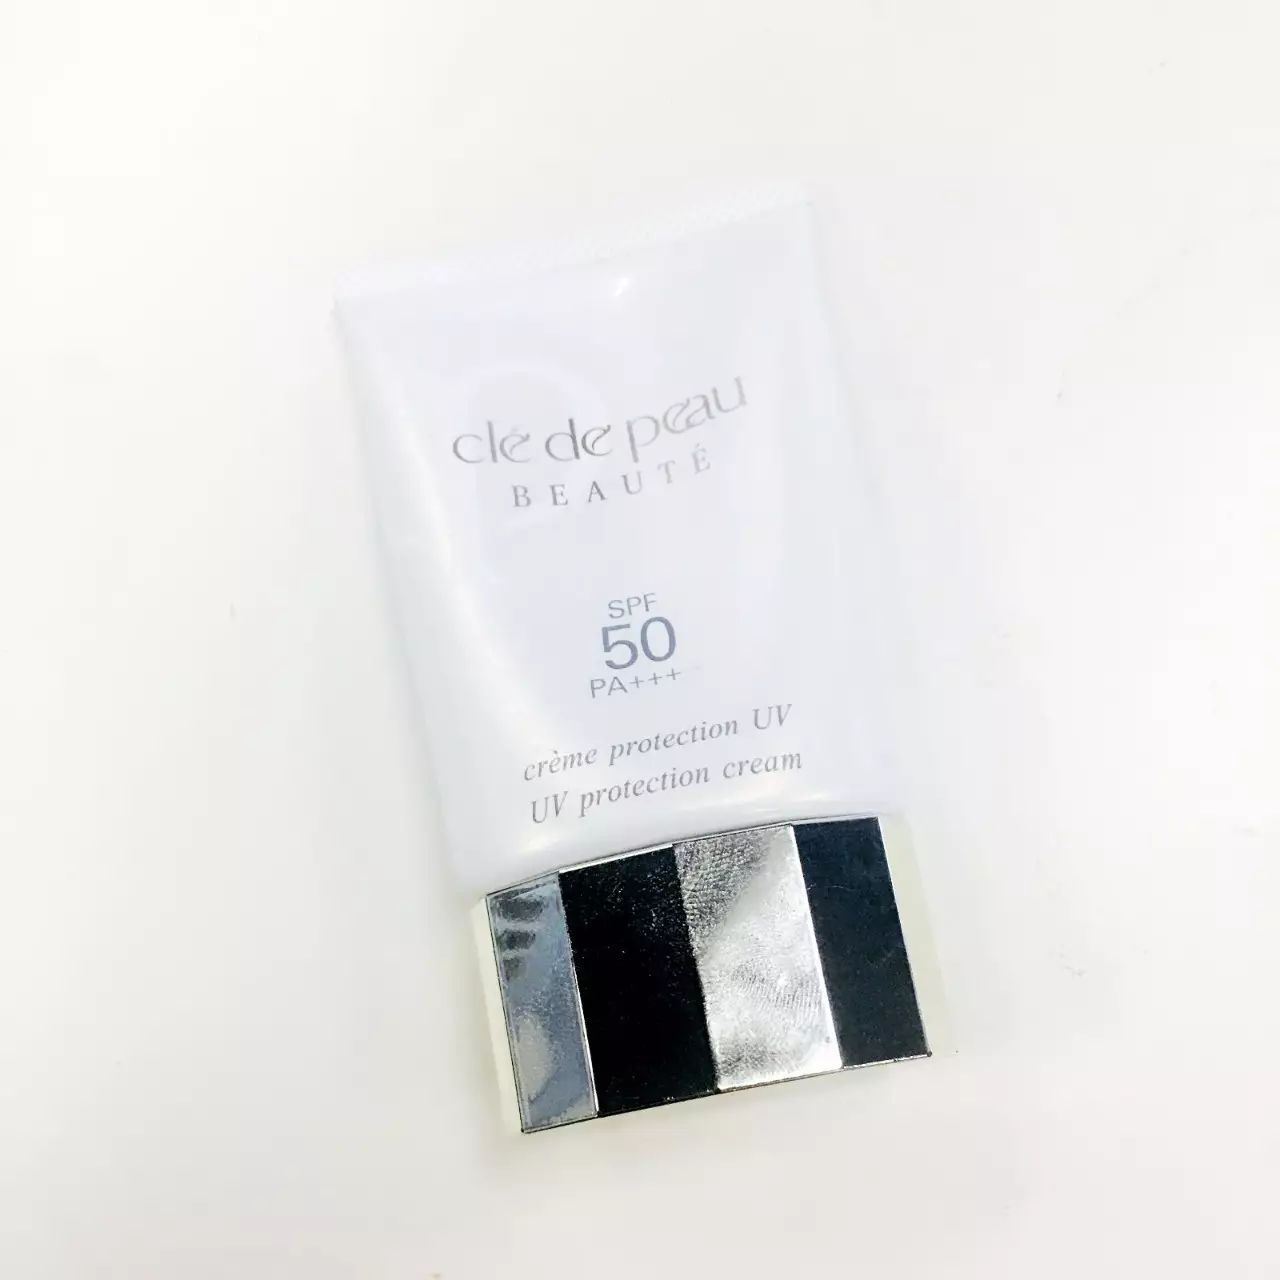 clé de peau
BEAUTÉ
SPF
50
PA+++
crème protection UV
UV protection cream